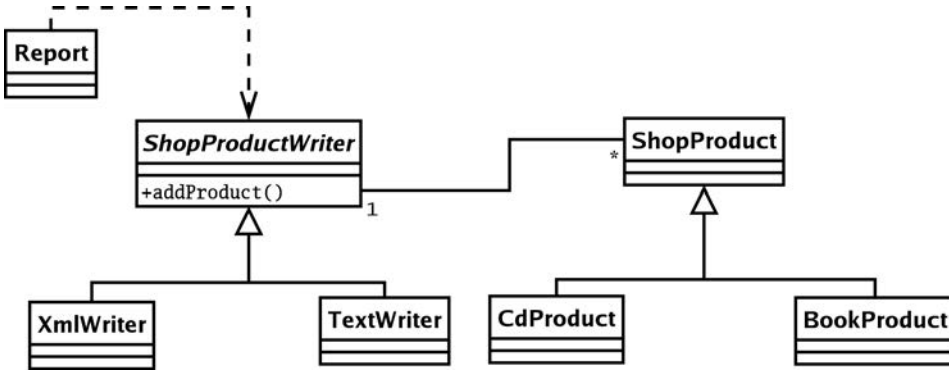 Report
ShopProductWriter
+addProduct()
1
ShopProduct
*
XmlWriter
TextWriter
CdProduct
BookProduct